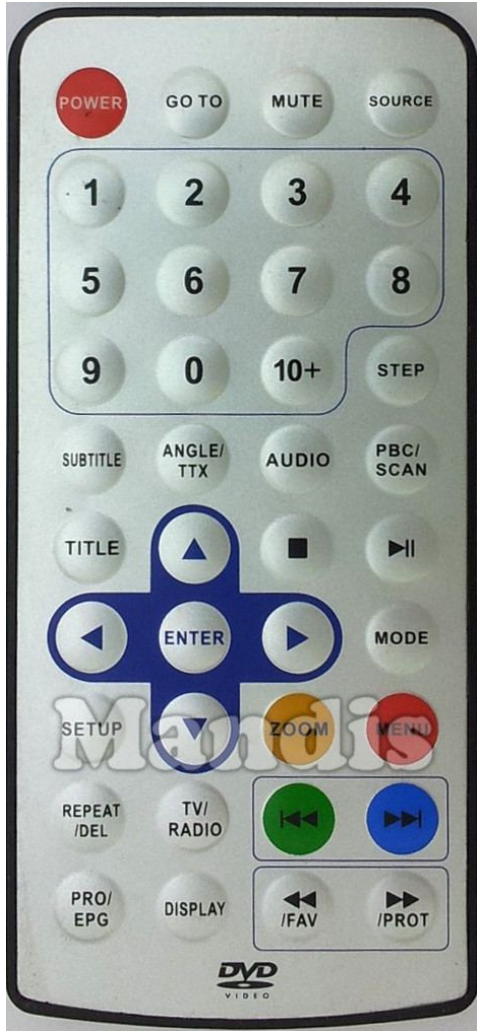 POWER GO TO MUTE SOURCE
1 2 3 4
5 6 7 8
9 0 10+ STEP
SUBTITLE ANGLE/
TTX AUDIO PBC/
SCAN
TITLE
ENTER MODE
SETUP ZOOM MENU
Mandis
REPEAT
/DEL TV/
RADIO
PRO/
EPG DISPLAY /FAV /PROT
DVD
VIDEO